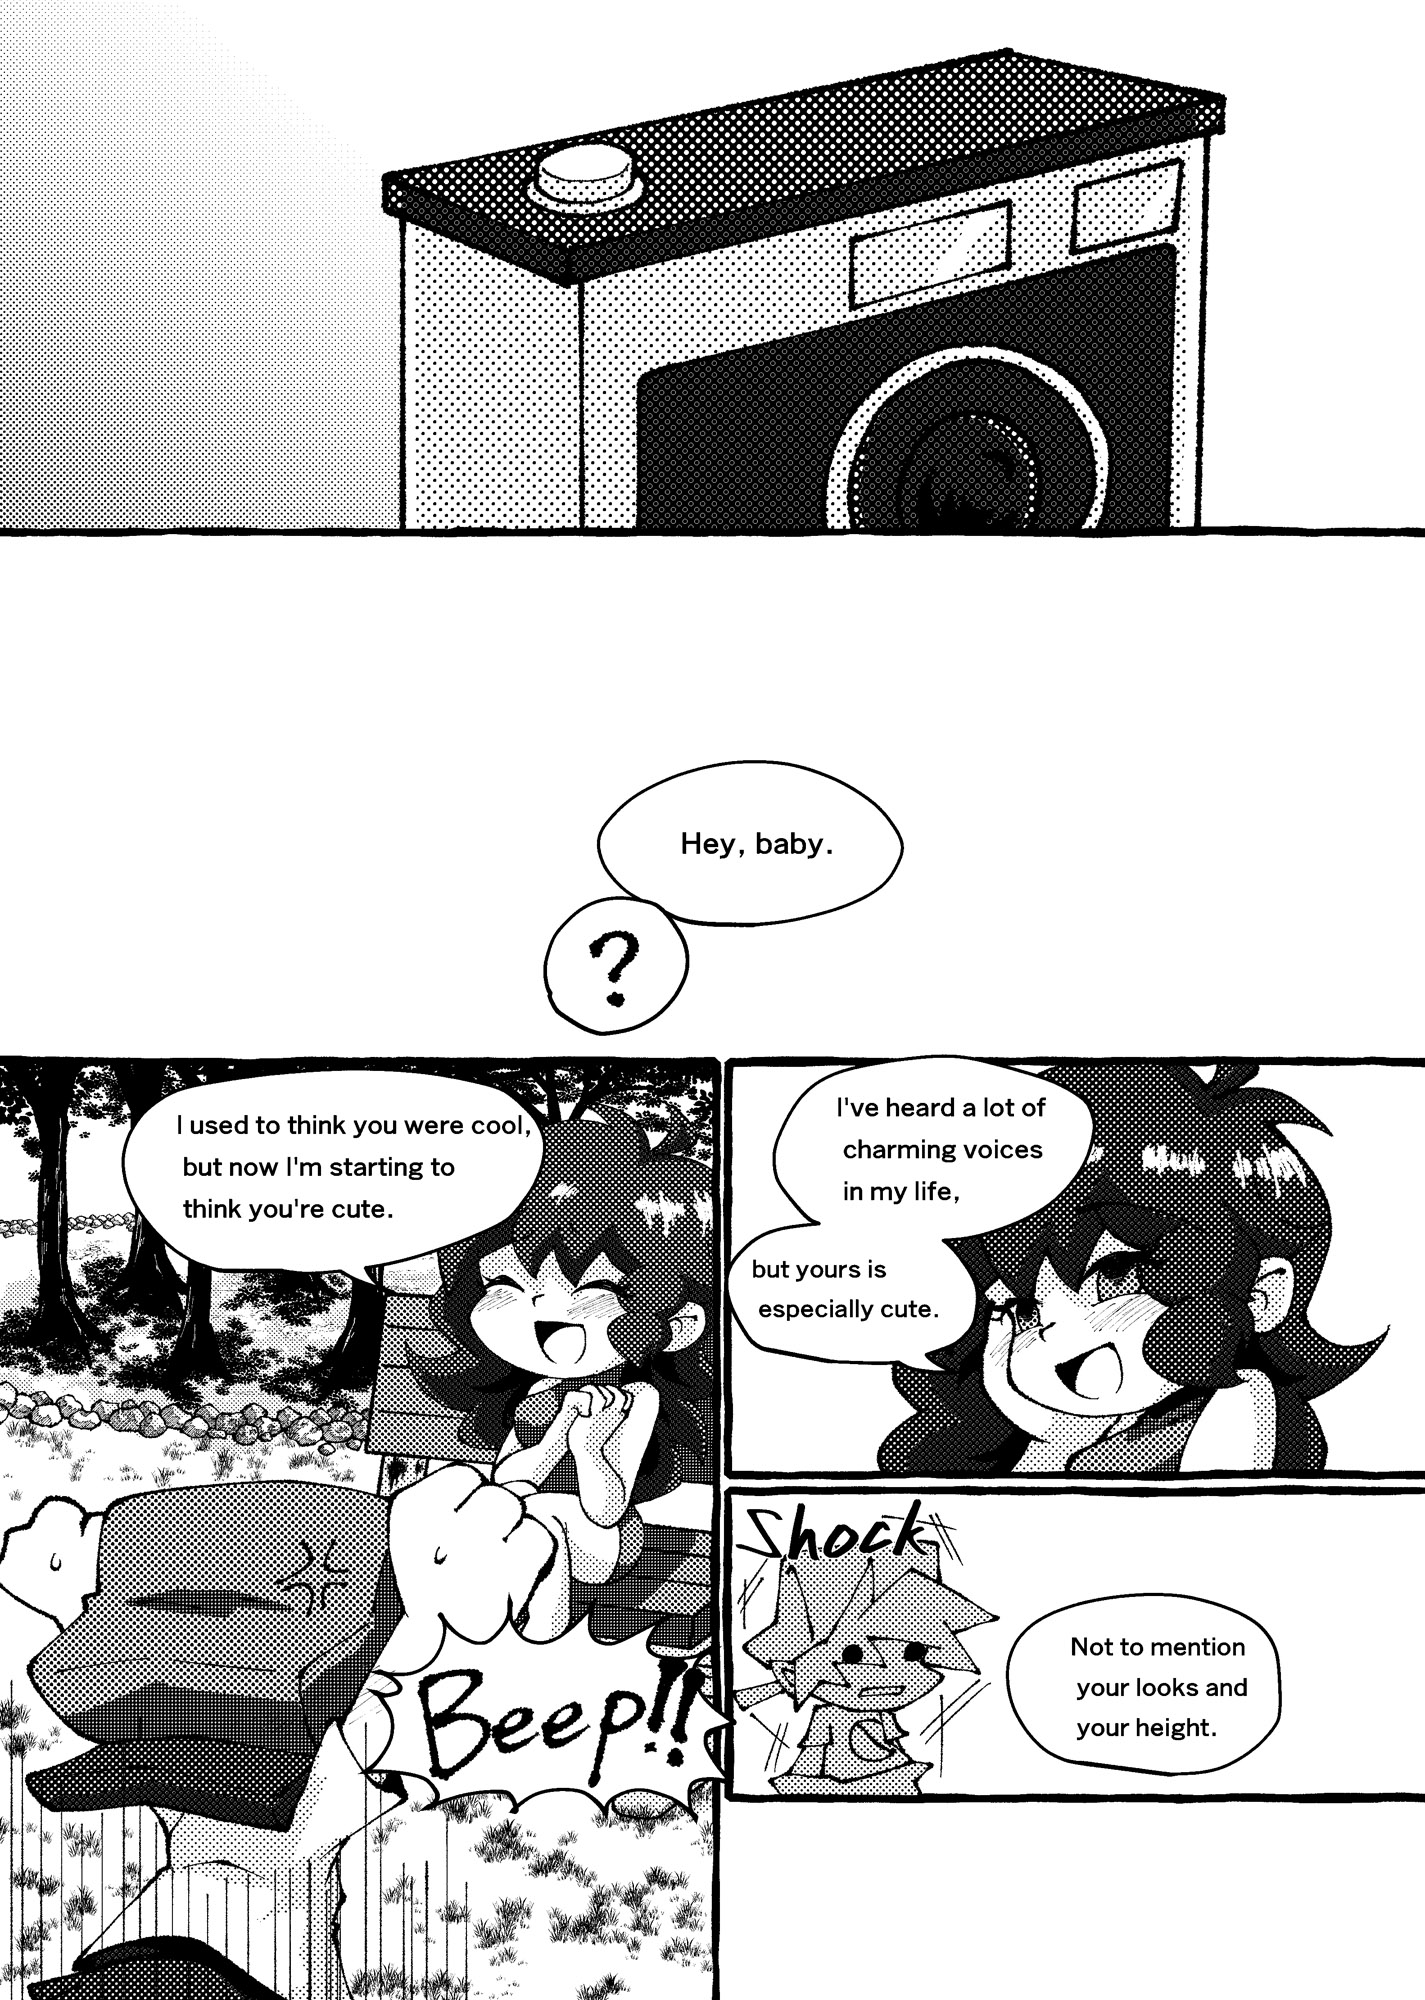 Hey, baby.
?
I've heard a lot of
charming voices
in my life,
but yours is
especially cute.
Not to mention
your looks and
your height.
Shock
I used to think you were cool,
but now I'm starting to
think you're cute.
Beep!!